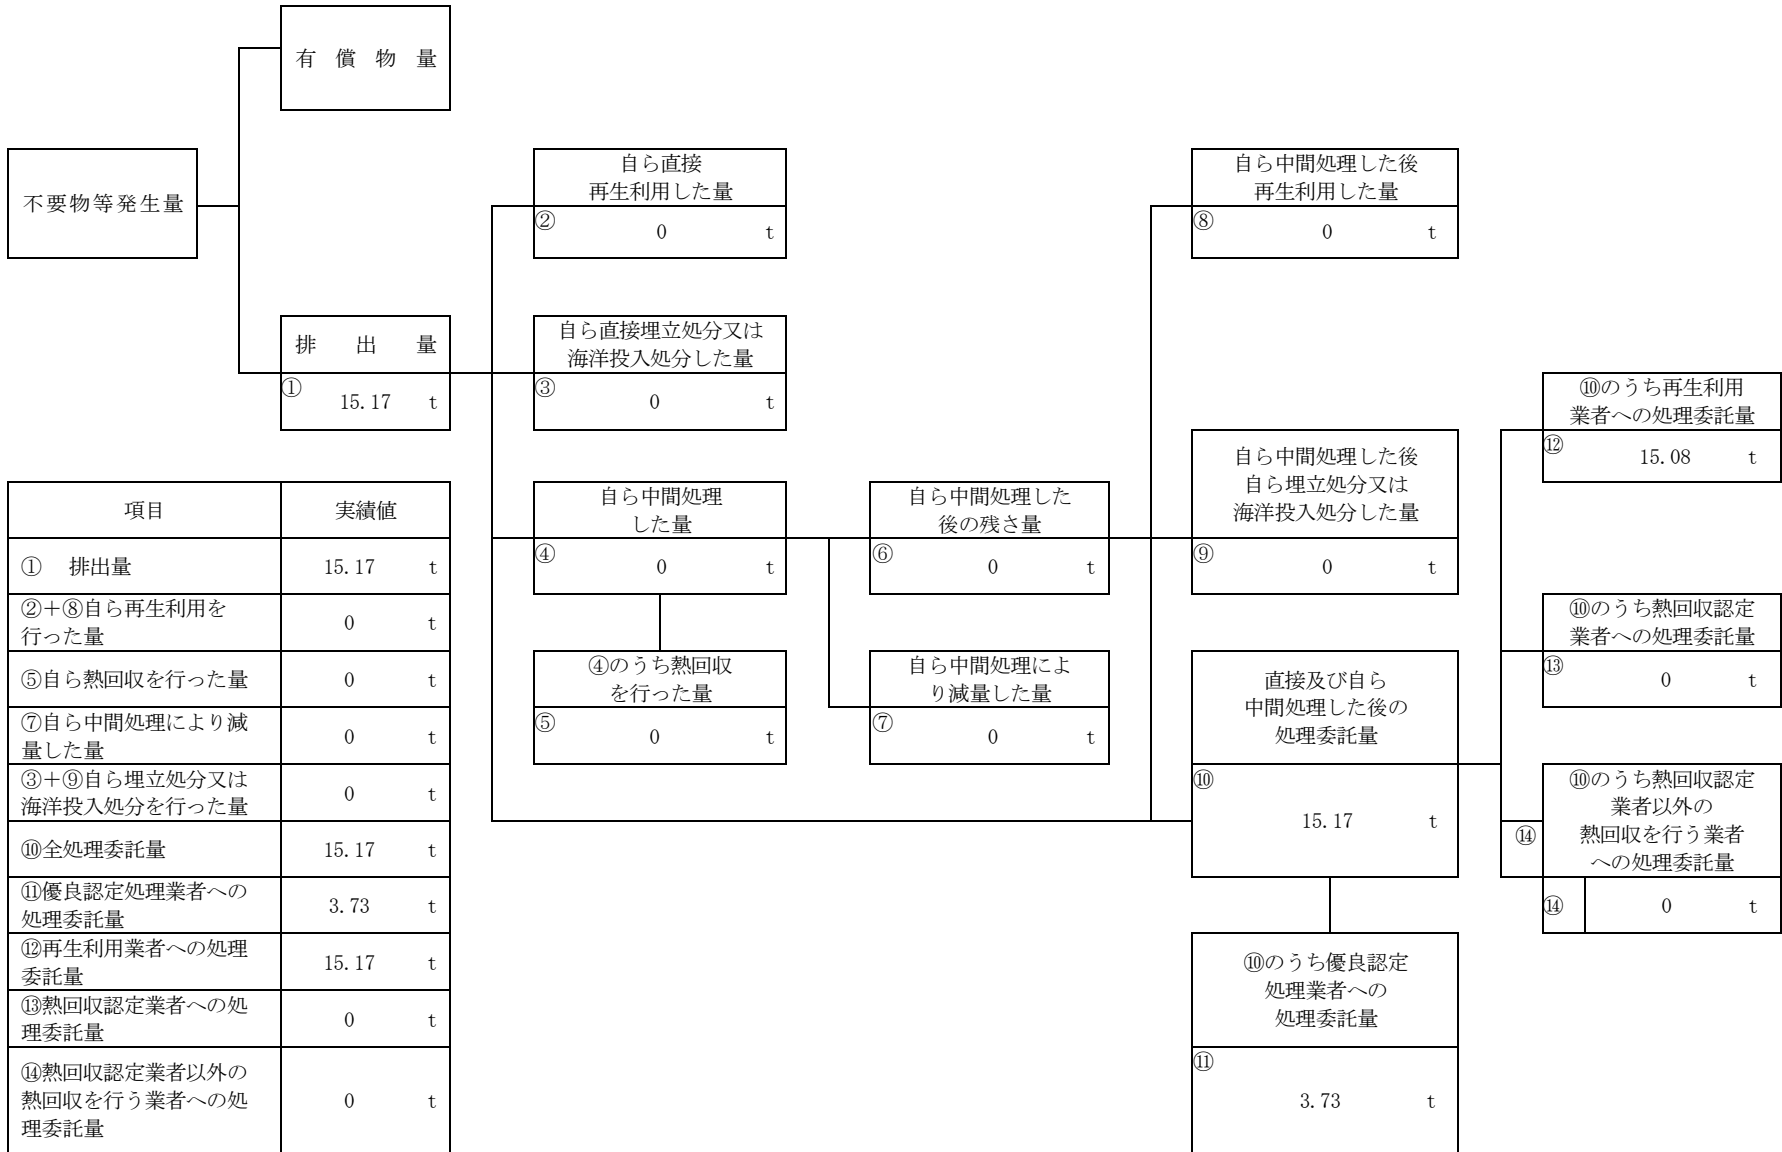 有 償 物 量
不要物等発生量
自ら直接
再生利用した量
② 0 t
自ら中間処理した後
再生利用した量
⑧ 0 t
排 出 量
① 15.17 t
自ら直接埋立処分又は
海洋投入処分した量
③ 0 t
⑩のうち再生利用
業者への処理委託量
⑫ 15.08 t
自ら中間処理
した量
④ 0 t
自ら中間処理した
後の残さ量
⑥ 0 t
自ら中間処理した後
自ら埋立処分又は
海洋投入処分した量
⑨ 0 t
⑩のうち熱回収認定
業者への処理委託量
⑬ 0 t
④のうち熱回収
を行った量
⑤ 0 t
自ら中間処理によ
り減量した量
⑦ 0 t
直接及び自ら
中間処理した後の
処理委託量
⑩
15.17 t
⑩のうち熱回収認定
業者以外の
熱回収を行う業者
への処理委託量
⑭
⑭ 0 t
⑩のうち優良認定
処理業者への
処理委託量
⑪
3.73 t
項目 実績値
① 排出量 15.17 t
②+⑧自ら再生利用を
行った量
0 t
⑤自ら熱回収を行った量 0 t
⑦自ら中間処理により減
量した量
0 t
③+⑨自ら埋立処分又は
海洋投入処分を行った量
0 t
⑩全処理委託量 15.17 t
⑪優良認定処理業者への
処理委託量
3.73 t
⑫再生利用業者への処理
委託量
15.17 t
⑬熱回収認定業者への処
理委託量
0 t
⑭熱回収認定業者以外の
熱回収を行う業者への処
理委託量
0 t